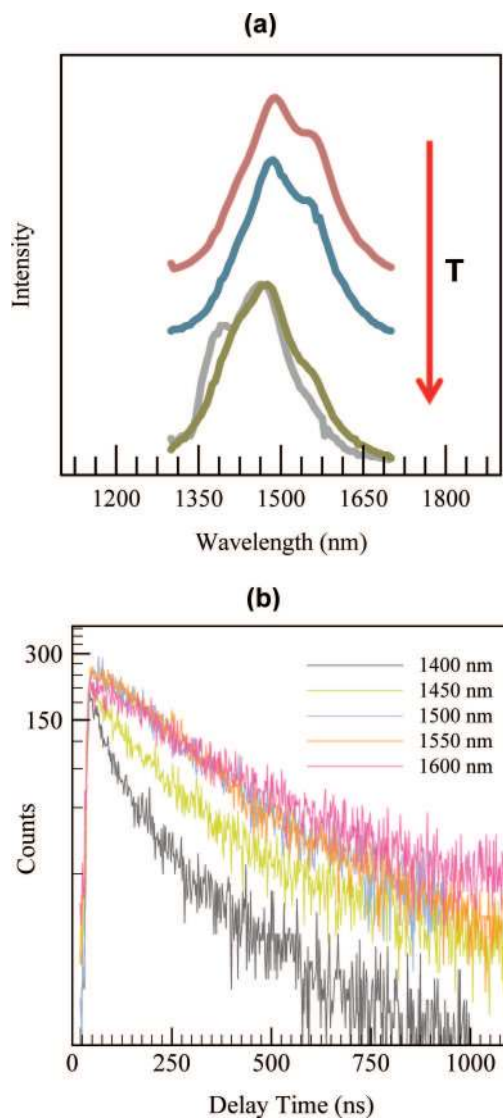 (a)
Intensity
T
1200 1350 1500 1650 1800
Wavelength (nm)
(b)
300
150
Counts
1400 nm
1450 nm
1500 nm
1550 nm
1600 nm
0 250 500 750 1000
Delay Time (ns)